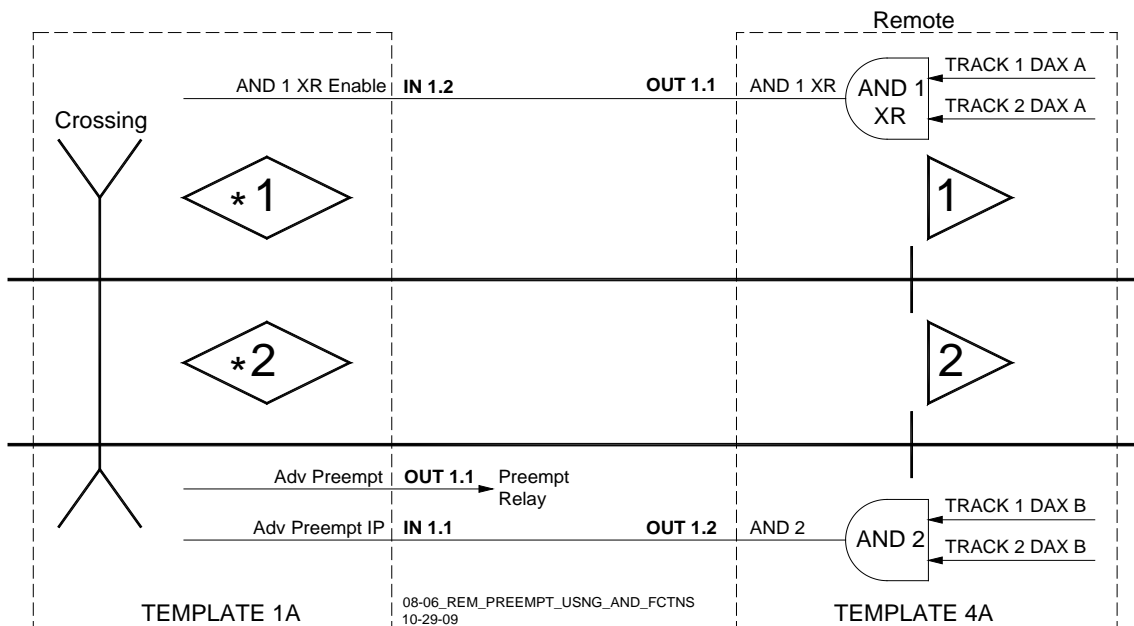 Remote
AND 1 XR Enable IN 1.2 OUT 1.1 AND 1 XR
AND 1
XR
TRACK 1 DAX A
TRACK 2 DAX A
Crossing
*1
1
*2
2
Adv Preempt OUT 1.1 Preempt
Relay
Adv Preempt IP IN 1.1 OUT 1.2 AND 2
AND 2
TRACK 1 DAX B
TRACK 2 DAX B
TEMPLATE 1A
08-06_REM_PREEMPT_USNG_AND_FCTNS
10-29-09
TEMPLATE 4A